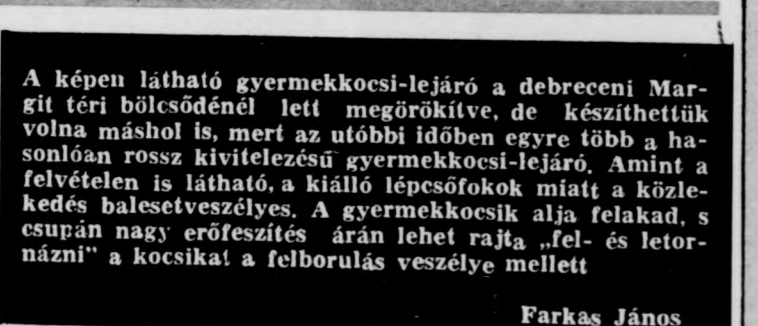 A képen látható gyermekkocsi-lejáró a debreceni Mar-
git téri bölcsődénél lett megörökítve, de készíthettük
volna máshol is, mert az utóbbi időben egyre több a ha-
sonlóan rossz kivitelezésű gyermekkocsi-lejáró. Amint a
felvételen is látható, a kiálló lépcsőfokok miatt a közle-
kedés balesetveszélyes. A gyermekkocsik alja felakad, s
csupán nagy erőfeszítés árán lehet rajta „fel- és letor-
názni” a kocsikat a felborulás veszélye mellett
Farkas János